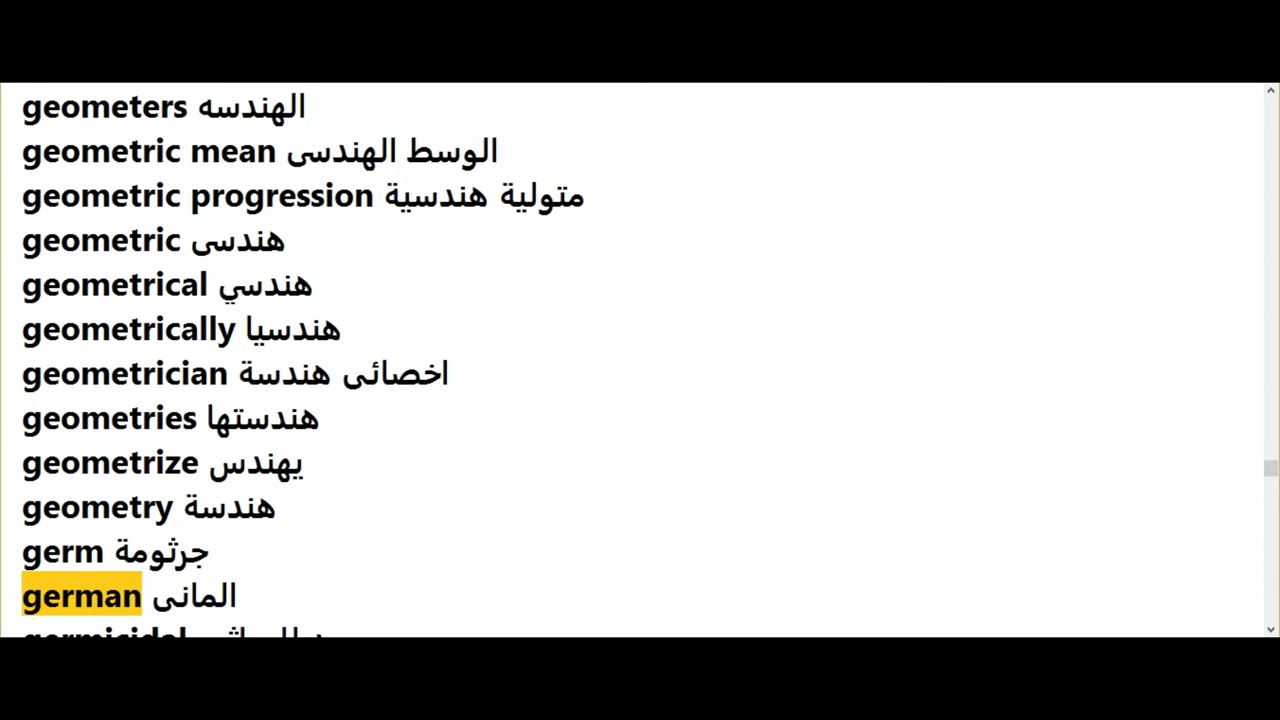 geometers الهندسه
geometric mean الوسط الهندسى
geometric progression متولية هندسية
geometric هندسى
geometrical هندسي
geometrically هندسيا
geometrician اخصائى هندسة
geometries هندستها
geometrize يهندس
geometry هندسة
germ جرثومة
german المانى
germicidal